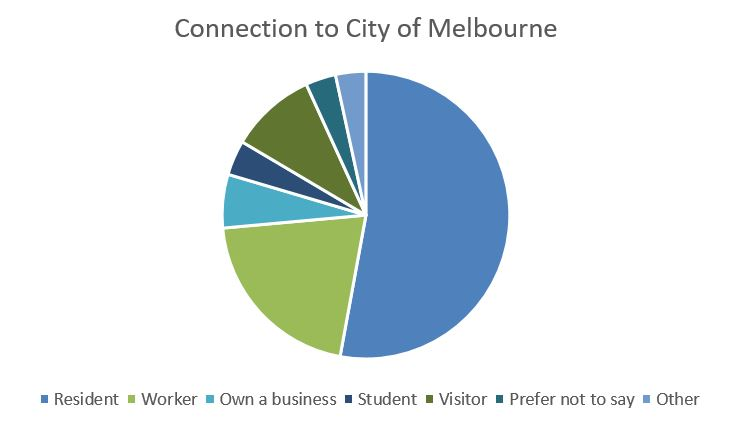 Connection to City of Melbourne
Resident Worker Own a business Student Visitor Prefer not to say Other